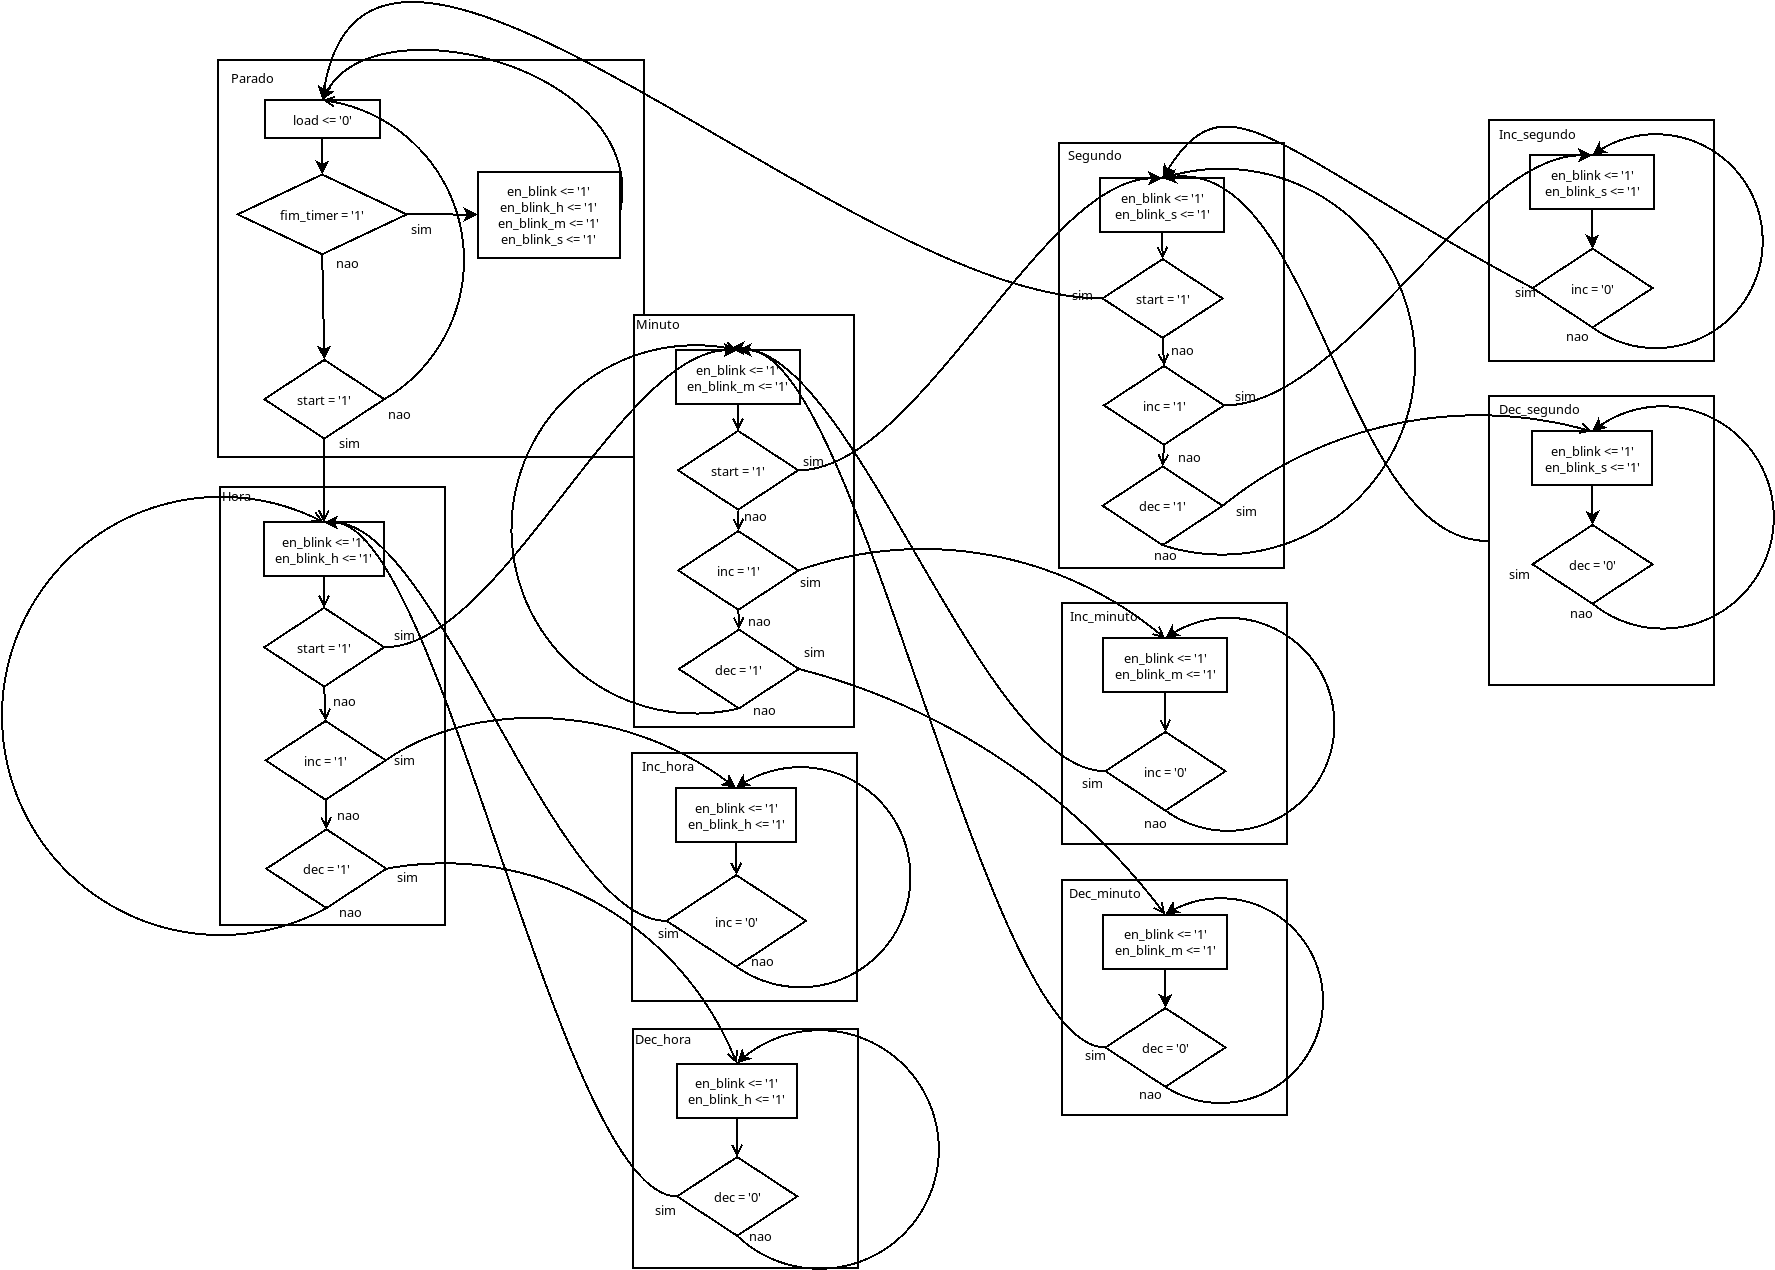 Parado
load <= '0'
fim_timer = '1'
sim
nao
en_blink <= '1'
en_blink_h <= '1'
en_blink_m <= '1'
en_blink_s <= '1'
start = '1'
nao
sim
Hora
en_blink <= '1'
en_blink_h <= '1'
start = '1'
sim
nao
inc = '1'
sim
nao
dec = '1'
sim
nao
Minuto
en_blink <= '1'
en_blink_m <= '1'
start = '1'
sim
nao
inc = '1'
sim
nao
dec = '1'
sim
nao
Inc_hora
en_blink <= '1'
en_blink_h <= '1'
inc = '0'
sim
nao
Dec_hora
en_blink <= '1'
en_blink_h <= '1'
dec = '0'
sim
nao
Segundo
en_blink <= '1'
en_blink_s <= '1'
start = '1'
sim
nao
inc = '1'
sim
nao
dec = '1'
sim
nao
Inc_minuto
en_blink <= '1'
en_blink_m <= '1'
inc = '0'
sim
nao
Dec_minuto
en_blink <= '1'
en_blink_m <= '1'
dec = '0'
sim
nao
Inc_segundo
en_blink <= '1'
en_blink_s <= '1'
inc = '0'
sim
nao
Dec_segundo
en_blink <= '1'
en_blink_s <= '1'
dec = '0'
sim
nao